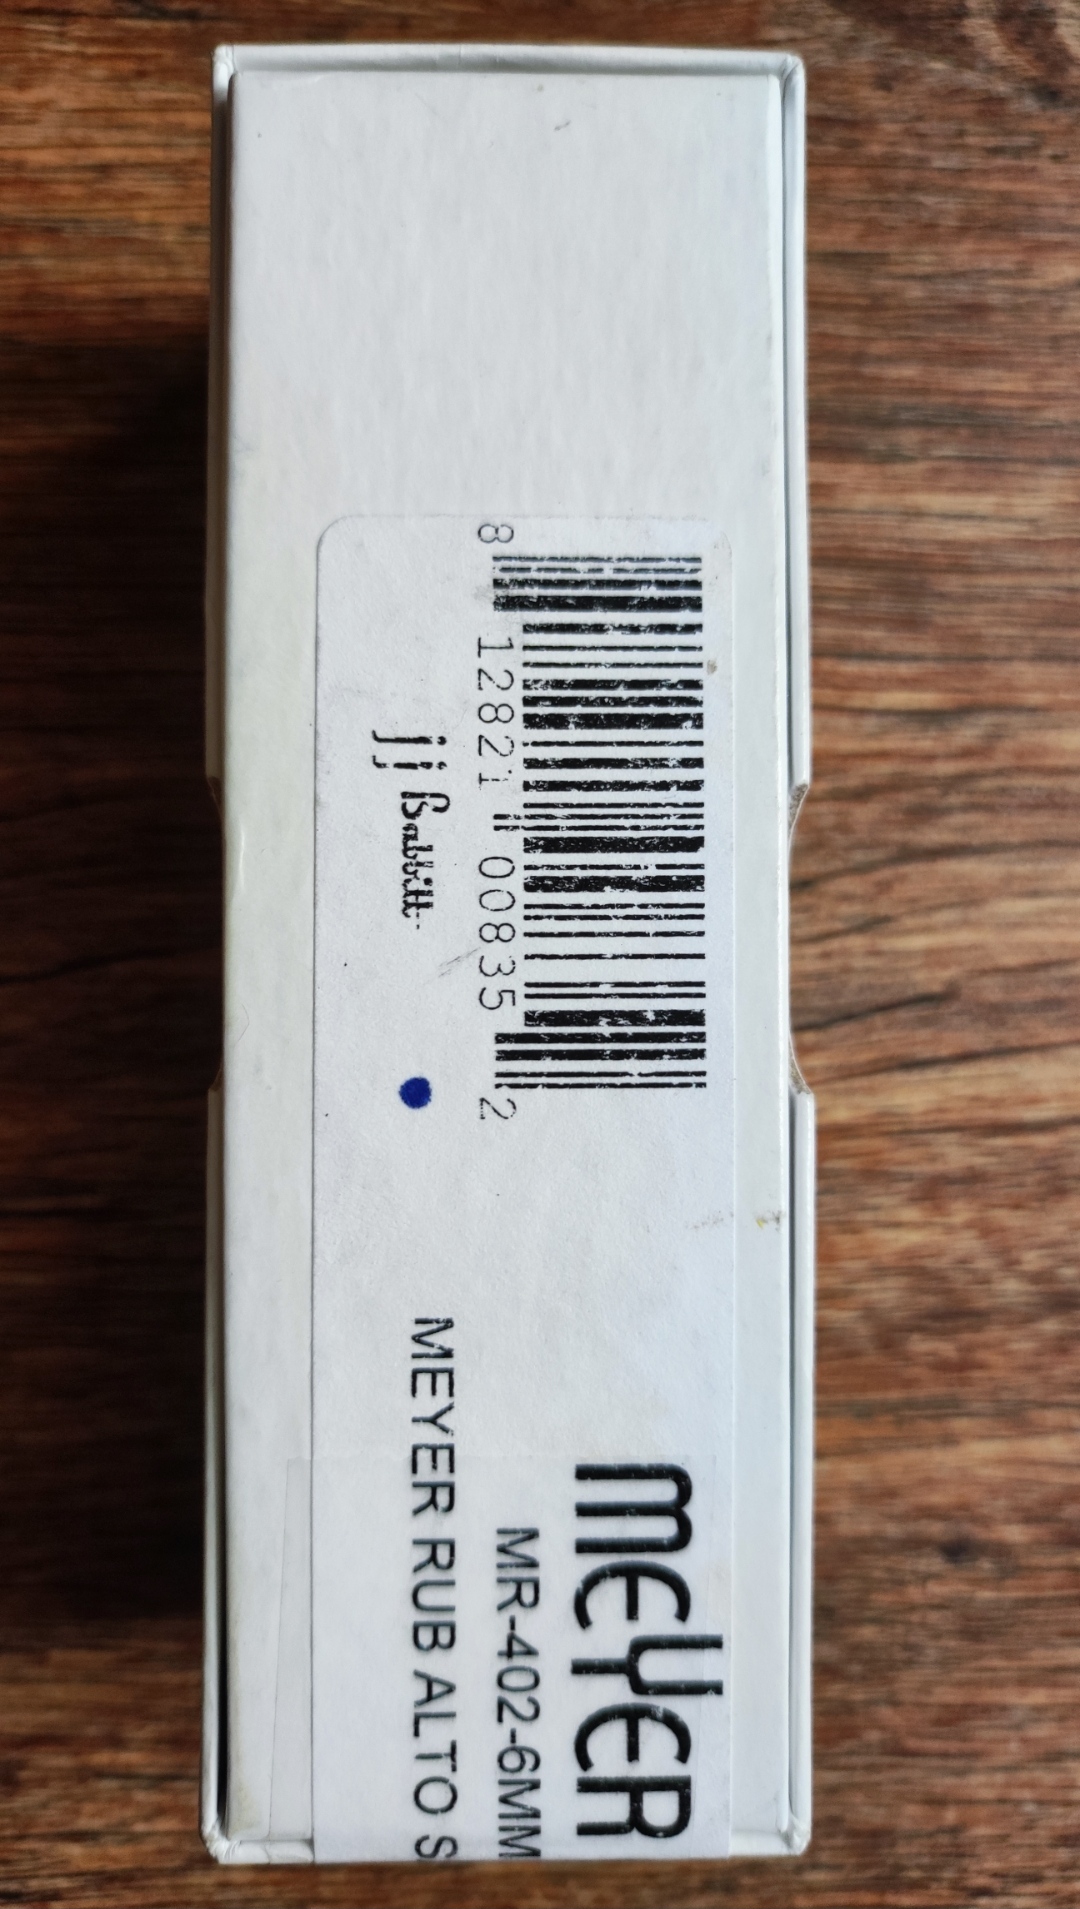 8 12821 00835 2
jj Babbitt
meyer
MR-402-6MM
MEYER RUB ALTO S